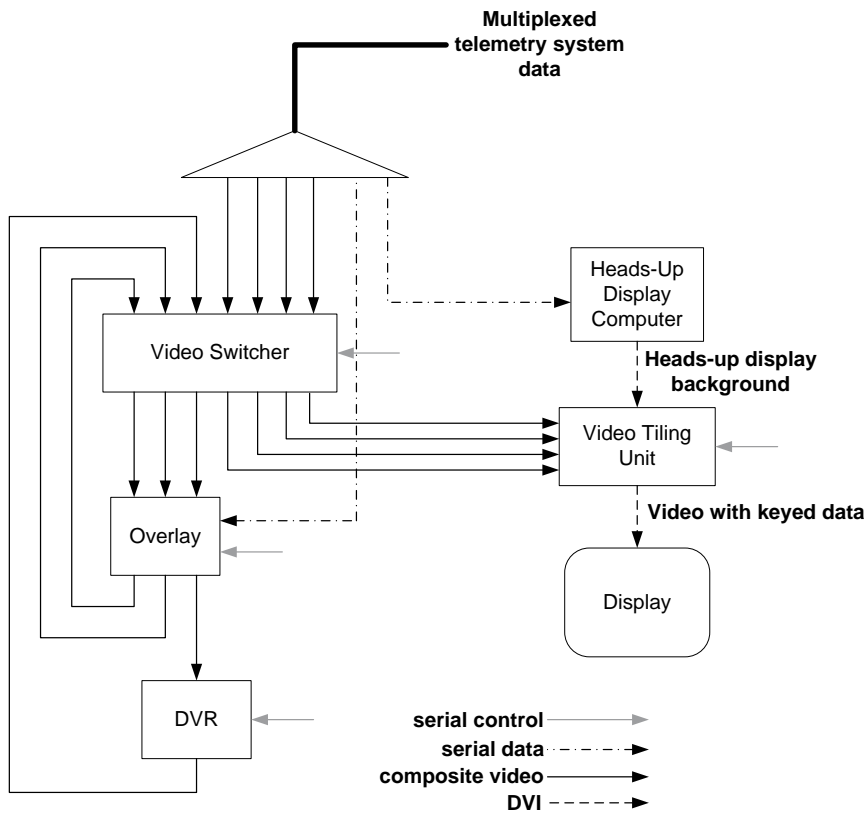 Multiplexed
telemetry system
data
Heads-Up
Display
Computer
Video Switcher
Heads-up display
background
Video Tiling
Unit
Overlay
Video with keyed data
Display
DVR
serial control
serial data
composite video
DVI